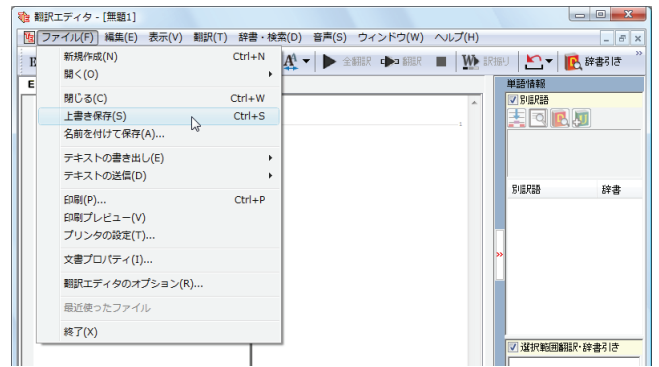 翻訳エディタ - [無題1]
ファイル(F) 編集(E) 表示(V) 翻訳(T) 辞書・検索(D) 音声(S) ウィンドウ(W) ヘルプ(H)
全翻訳 翻訳 訳振り 辞書引き
新規作成(N) Ctrl+N
開く(O)
閉じる(C) Ctrl+W
上書き保存(S) Ctrl+S
名前を付けて保存(A)...
テキストの書き出し(E)
テキストの送信(D)
印刷(P)... Ctrl+P
印刷プレビュー(V)
プリンタの設定(T)...
文書プロパティ(I)...
翻訳エディタのオプション(R)...
最近使ったファイル
終了(X)
単語情報
別訳語
別訳語 辞書
選択範囲翻訳・辞書引き